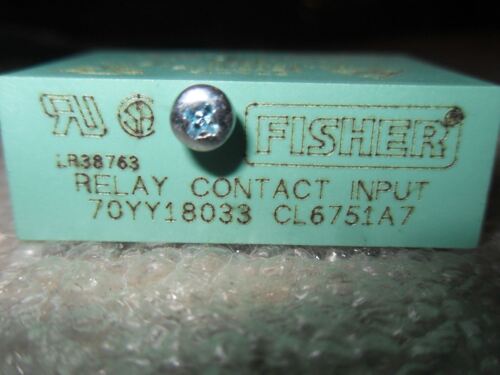 FISHER
LR38763
RELAY CONTACT INPUT
70YY18033 CL6751A7